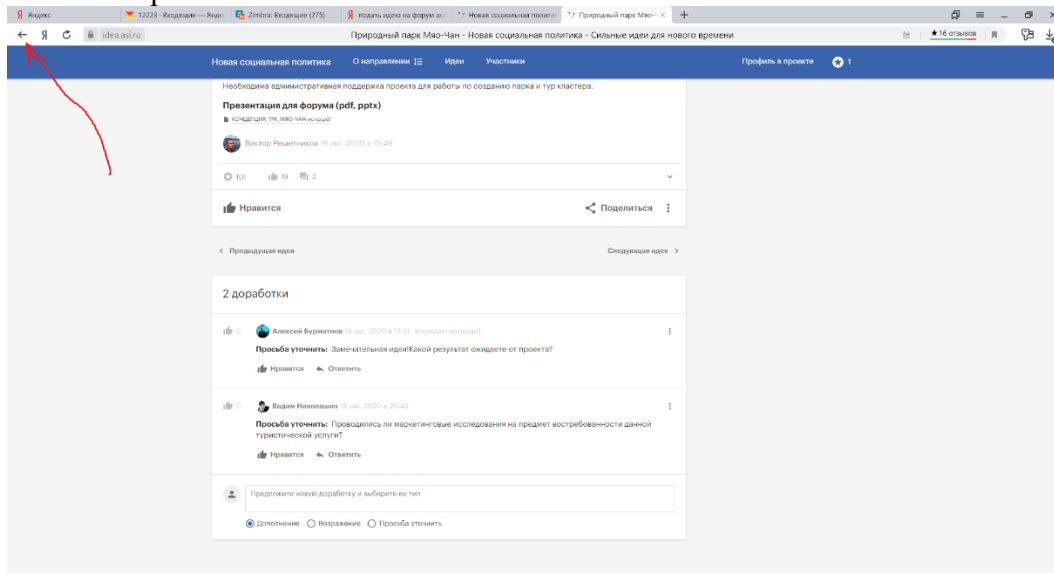 Яндекс
12223 - Входящие — Янде
Zimbra: Входящие (275)
подать идею на форум ас
Новая социальная полити
Природный парк Мяо-Ч
idea.asi.ru
Природный парк Мяо-Чан - Новая социальная политика - Сильные идеи для нового времени
★ 16 отзывов
Новая социальная политика
О направлении
Идеи
Участники
Профиль в проекте
1
Необходима административная поддержка проекта для работы по созданию парка и тур кластера.
Презентация для форума (pdf, pptx)
Виктор Решетников 18 авг. 2020 в 15:49
101 19 2
Нравится
Поделиться
Предыдущая идея
Следующая идея
2 доработки
0 Алексей Бурматнов 18 авг. 2020 в 17:51 (отредактировано)
Просьба уточнить: Замечательная идея!Какой результат ожидаете от проекта?
Нравится Ответить
0 Вадим Николашин 18 авг. 2020 в 20:42
Просьба уточнить: Проводились ли маркетинговые исследования на предмет востребованности данной
туристической услуги?
Нравится Ответить
Предложите новую доработку и выберите ее тип
Дополнение Возражение Просьба уточнить